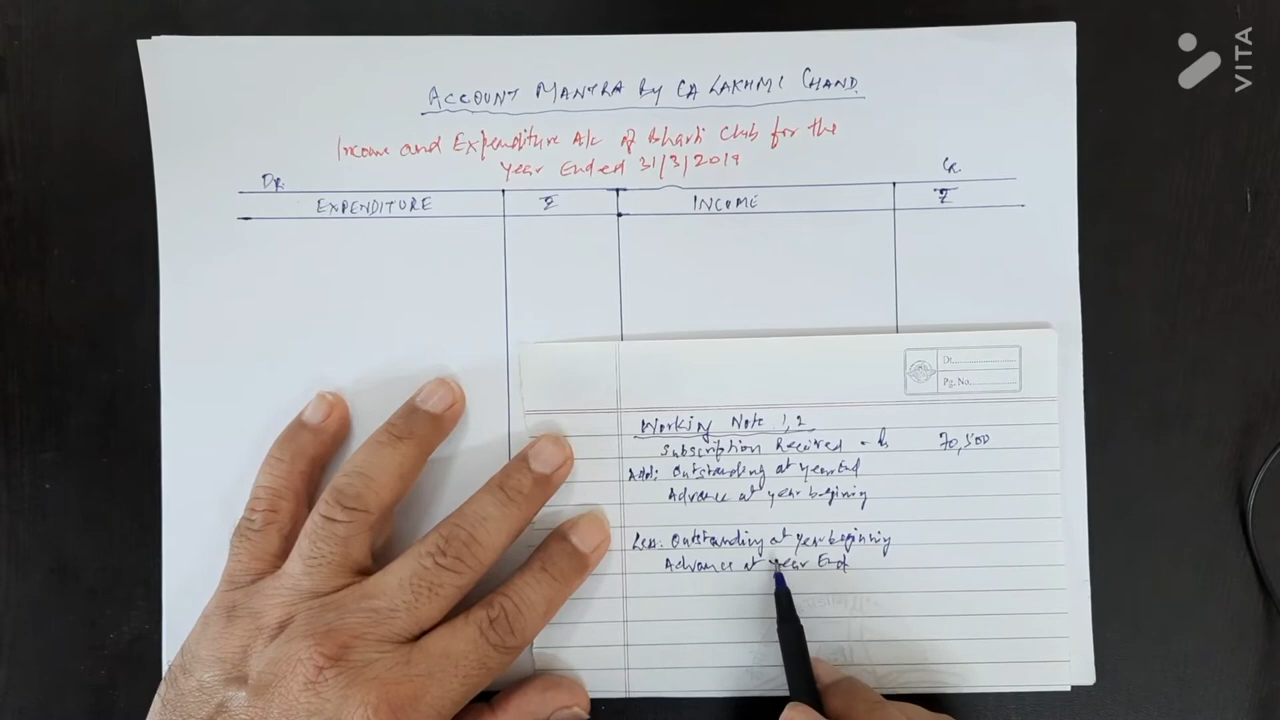 VITA
ACCOUNT MANTRA By CA LAKHMI CHAND.
Income and Expenditure A/c of Bharti Club for the
Year Ended 31/3/2019
Dr. Cr.
EXPENDITURE ₹ INCOME ₹
Dt.
Pg. No.
Working Note 1,2
Subscription Received - 70,500
Add: Outstanding at year End
Advance at year begining
Less: Outstanding at year beginning
Advance at year End